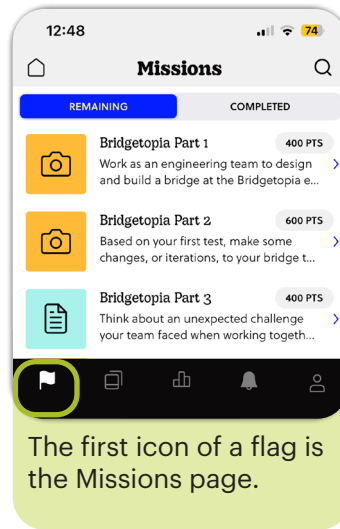 12:48
74
Missions
REMAINING
COMPLETED
Bridgetopia Part 1
400 PTS
Work as an engineering team to design
and build a bridge at the Bridgetopia e...
Bridgetopia Part 2
600 PTS
Based on your first test, make some
changes, or iterations, to your bridge t...
Bridgetopia Part 3
400 PTS
Think about an unexpected challenge
your team faced when working togeth...
The first icon of a flag is
the Missions page.